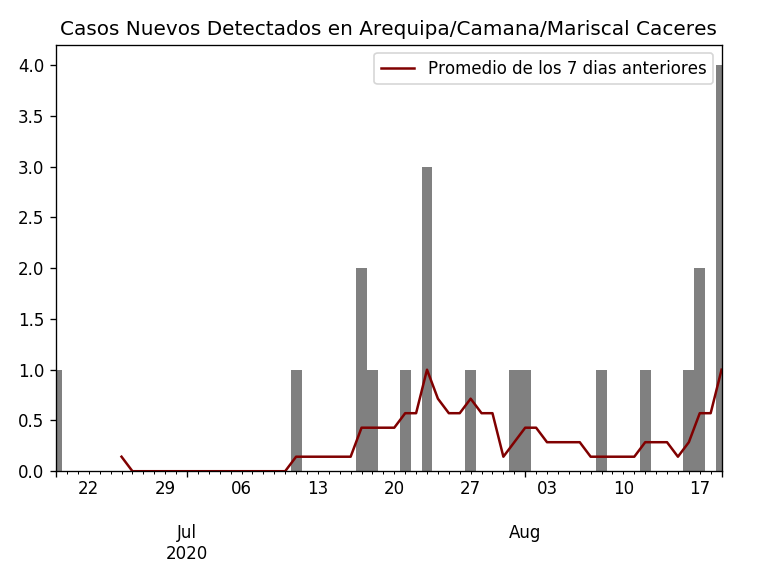 Casos Nuevos Detectados en Arequipa/Camana/Mariscal Caceres
Promedio de los 7 dias anteriores
4.0
3.5
3.0
2.5
2.0
1.5
1.0
0.5
0.0
22 29 06 13 20 27 03 10 17
Jul Aug
2020